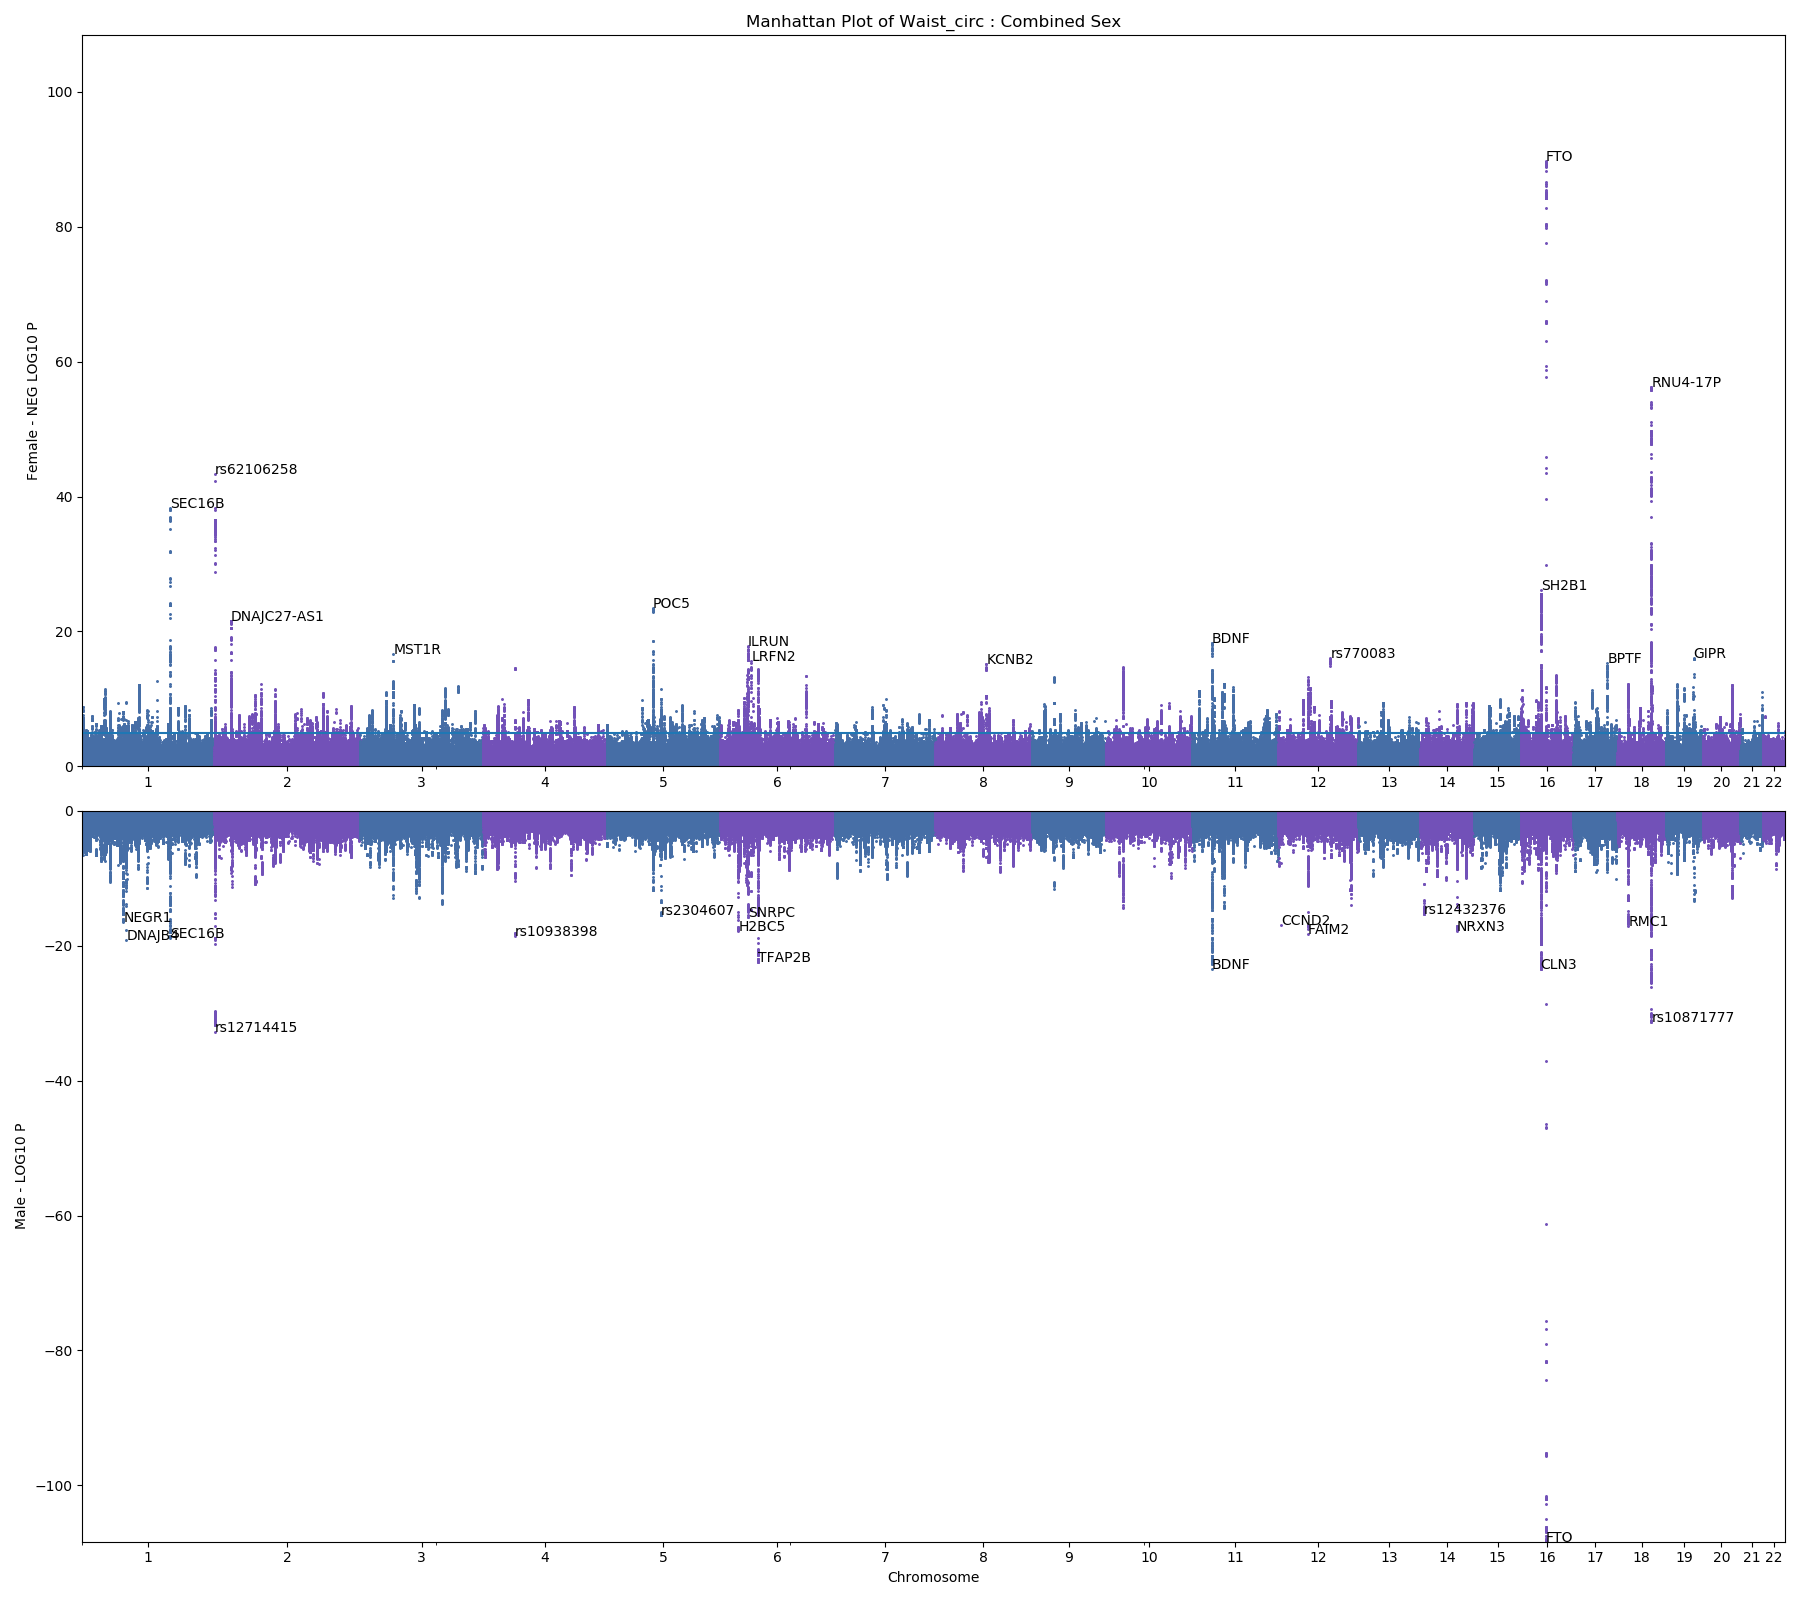 Manhattan Plot of Waist_circ : Combined Sex
100
FTO
80
60
RNU4-17P
rs62106258
SEC16B
40
SH2B1
POC5
DNAJC27-AS1
20
BDNF
ILRUN
MST1R
rs770083
GIPR
LRFN2
BPTF
KCNB2
0
Female - NEG LOG10 P
1 2 3 4 5 6 7 8 9 10 11 12 13 14 15 16 17 18 19 20 21 22
0
rs2304607
SNRPC
rs12432376
NEGR1
CCND2
RMC1
H2BC5
NRXN3
FAIM2
DNAJB4
SEC16B
rs10938398
−20
TFAP2B
BDNF
CLN3
rs10871777
rs12714415
−40
−60
−80
−100
FTO
Male - LOG10 P
1 2 3 4 5 6 7 8 9 10 11 12 13 14 15 16 17 18 19 20 21 22
Chromosome